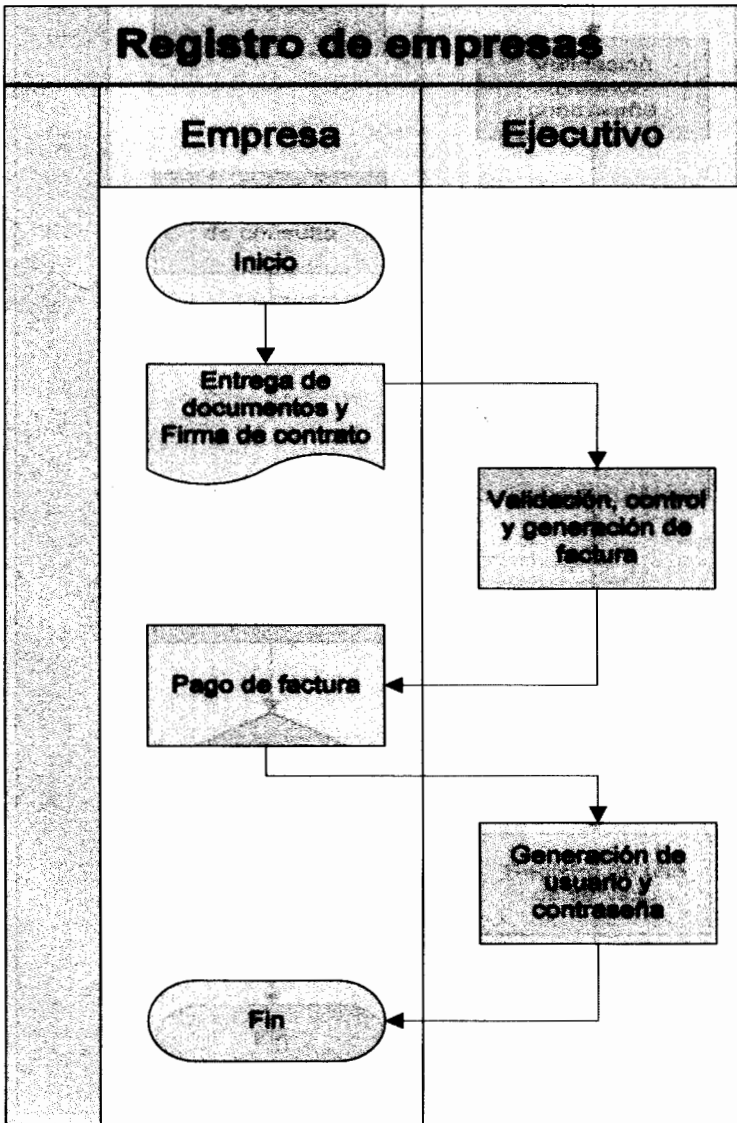 Registro de empresas
Empresa
Ejecutivo
Inicio
Entrega de
documentos y
Firma de contrato
Validación, control
y generación de
factura
Pago de factura
Generación de
usuario y
contraseña
Fin